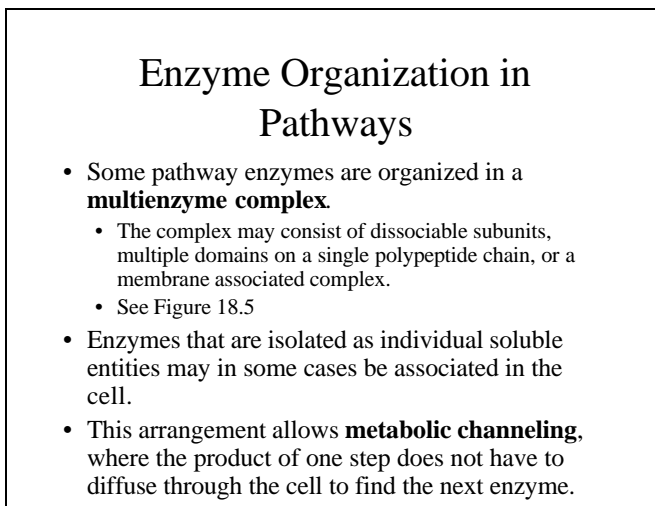 Enzyme Organization in
Pathways
• Some pathway enzymes are organized in a
multienzyme complex.
• The complex may consist of dissociable subunits,
multiple domains on a single polypeptide chain, or a
membrane associated complex.
• See Figure 18.5
• Enzymes that are isolated as individual soluble
entities may in some cases be associated in the
cell.
• This arrangement allows metabolic channeling,
where the product of one step does not have to
diffuse through the cell to find the next enzyme.